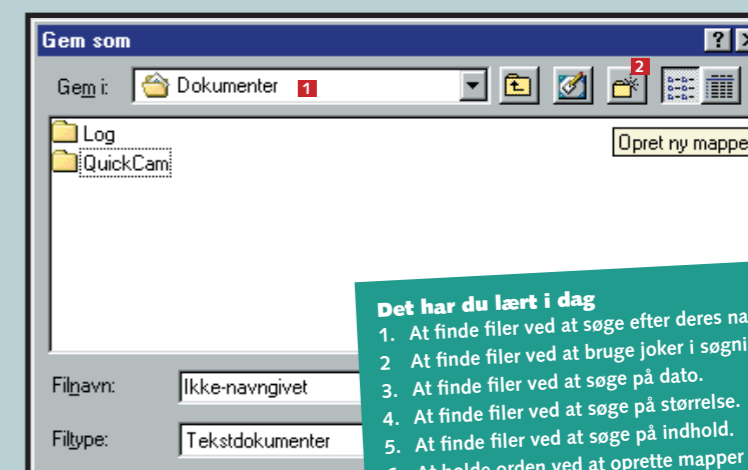 Gem som
Gem i: Dokumenter 1 2
Log
QuickCam
Opret ny mappe
Det har du lært i dag
1. At finde filer ved at søge efter deres
2 At finde filer ved at bruge joker i
3. At finde filer ved at søge på dato.
4. At finde filer ved at søge på størrelse.
5. At finde filer ved at søge på indhold.
At holde orden ved at oprette mapper
Filnavn: Ikke-navngivet
Filtype: Tekstdokumenter